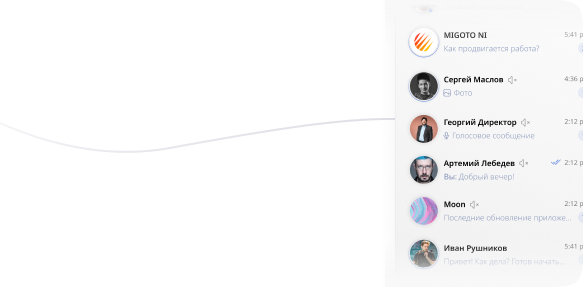 MIGOTO NI
5:41 p
Как продвигается работа?
Сергей Маслов
4:36 p
Фото
Георгий Директор
2:12 p
Голосовое сообщение
Артемий Лебедев
2:12 p
Вы: Добрый вечер!
Moon
2:12 p
Последние обновление приложе...
Иван Рушников
5:41 p
Привет! Как дела? Готов начать...